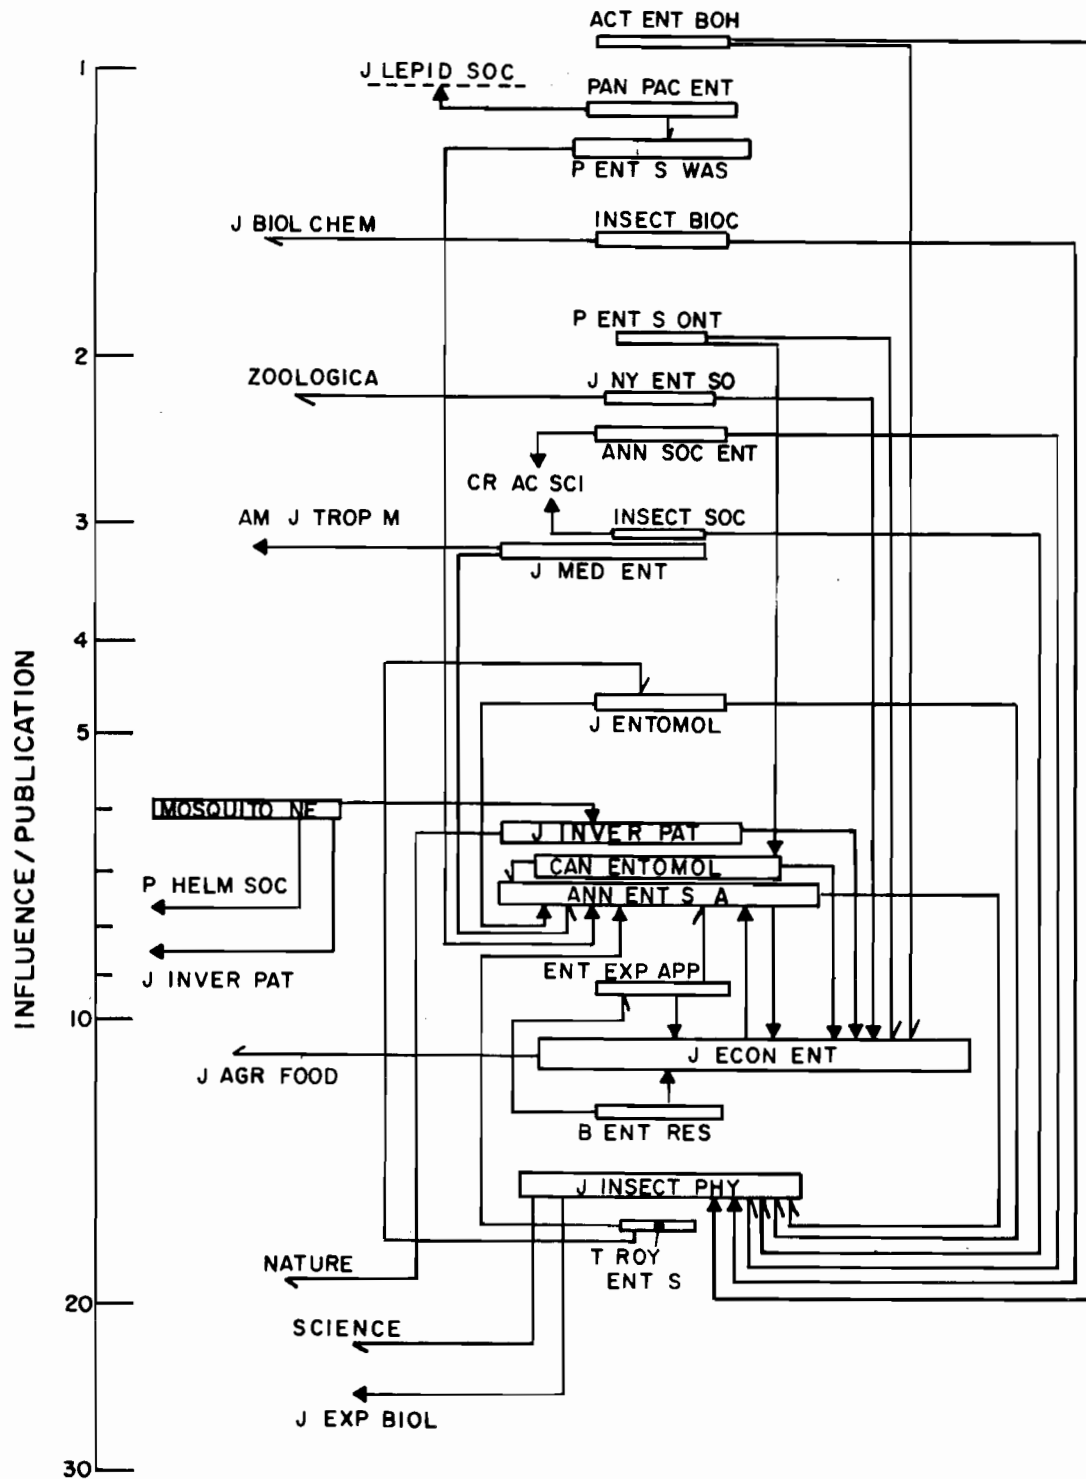 ACT ENT BOH
1
J LEPID SOC
PAN PAC ENT
P ENT S WAS
J BIOL CHEM
INSECT BIOC
P ENT S ONT
2
ZOOLOGICA
J NY ENT SO
ANN SOC ENT
CR AC SCI
3
AM J TROP M
INSECT SOC
J MED ENT
4
INFLUENCE/PUBLICATION
5
J ENTOMOL
MOSQUITO NE
J INVER PAT
CAN ENTOMOL
P HELM SOC
ANN ENT S A
J INVER PAT
ENT EXP APP
10
J ECON ENT
J AGR FOOD
B ENT RES
J INSECT PHY
NATURE
T ROY
ENT S
20
SCIENCE
J EXP BIOL
30